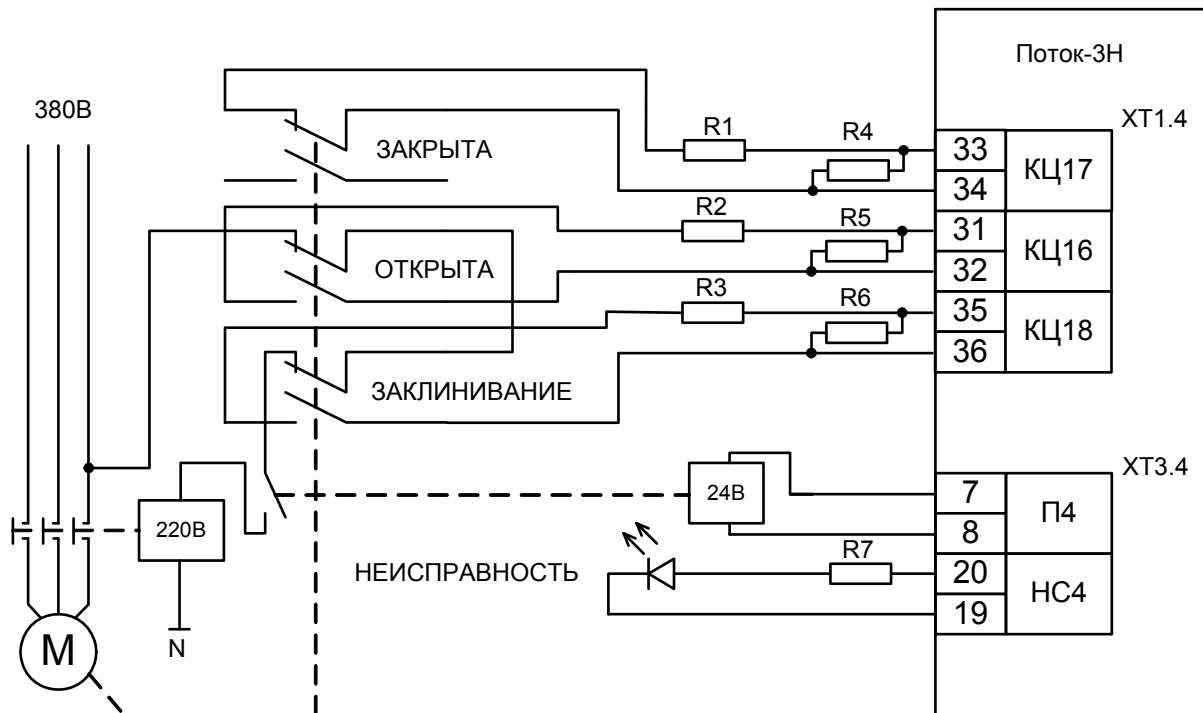 Поток-3Н
380В
XT1.4
ЗАКРЫТА
R1
R4
33
КЦ17
34
R2
R5
31
КЦ16
32
ОТКРЫТА
R3
R6
35
КЦ18
36
ЗАКЛИНИВАНИЕ
XT3.4
24В
7
П4
8
220В
R7
20
НС4
19
НЕИСПРАВНОСТЬ
М
N